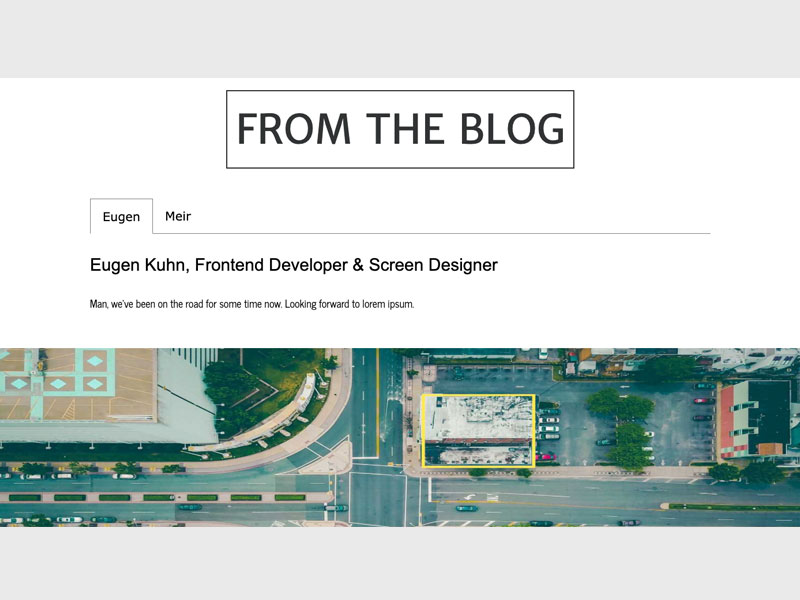 FROM THE BLOG
Eugen
Meir
Eugen Kuhn, Frontend Developer & Screen Designer
Man, we've been on the road for some time now. Looking forward to lorem ipsum.